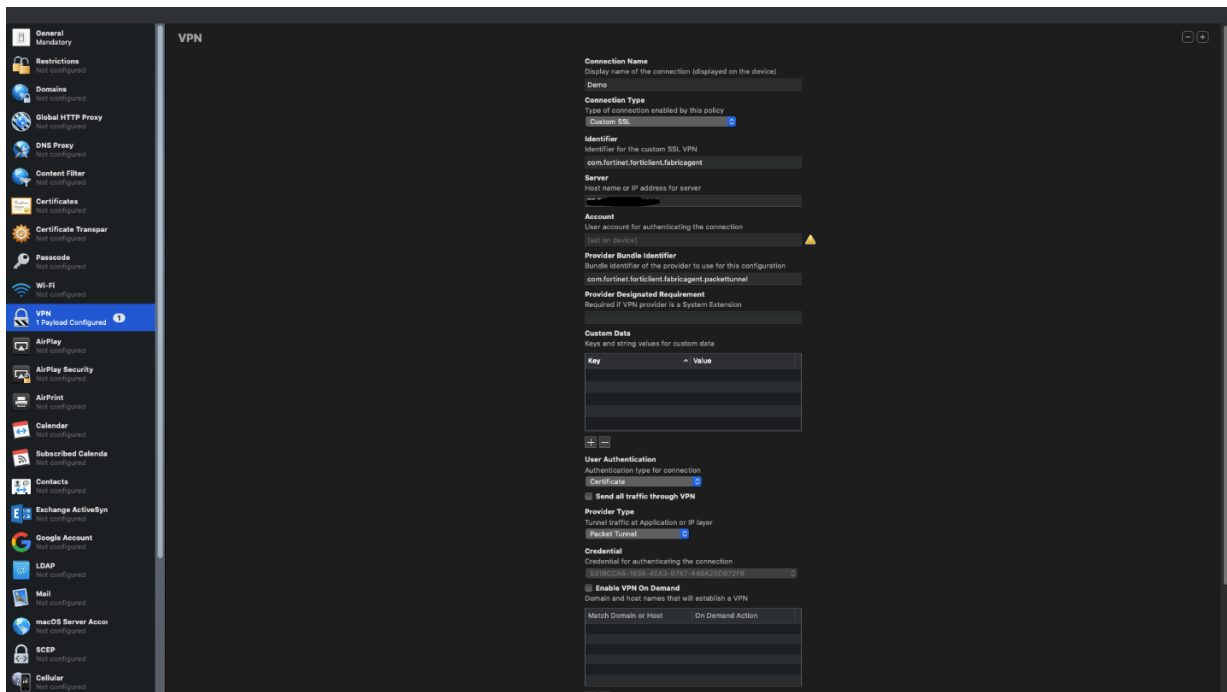 General
Mandatory
Restrictions
Not configured
Domains
Not configured
Global HTTP Proxy
Not configured
DNS Proxy
Not configured
Content Filter
Not configured
Certificates
Not configured
Certificate Transpar
Not configured
Passcode
Not configured
Wi-Fi
Not configured
VPN
1 Payload Configured
1
AirPlay
Not configured
AirPlay Security
Not configured
AirPrint
Not configured
Calendar
Not configured
Subscribed Calenda
Not configured
Contacts
Not configured
Exchange ActiveSyn
Not configured
Google Account
Not configured
LDAP
Not configured
Mail
Not configured
macOS Server Accou
Not configured
SCEP
Not configured
Cellular
Not configured
VPN
Connection Name
Display name of the connection (displayed on the device)
Demo
Connection Type
Type of connection enabled by this policy
Custom SSL
Identifier
Identifier for the custom SSL VPN
com.fortinet.forticlient.fabricagent
Server
Host name or IP address for server
Account
User account for authenticating the connection
[set on device]
Provider Bundle Identifier
Bundle identifier of the provider to use for this configuration
com.fortinet.forticlient.fabricagent.packettunnel
Provider Designated Requirement
Required if VPN provider is a System Extension
Custom Data
Keys and string values for custom data
Key Value
User Authentication
Authentication type for connection
Certificate
Send all traffic through VPN
Provider Type
Tunnel traffic at Application or IP layer
Packet Tunnel
Credential
Credential for authenticating the connection
Enable VPN On Demand
Domain and host names that will establish a VPN
Match Domain or Host On Demand Action